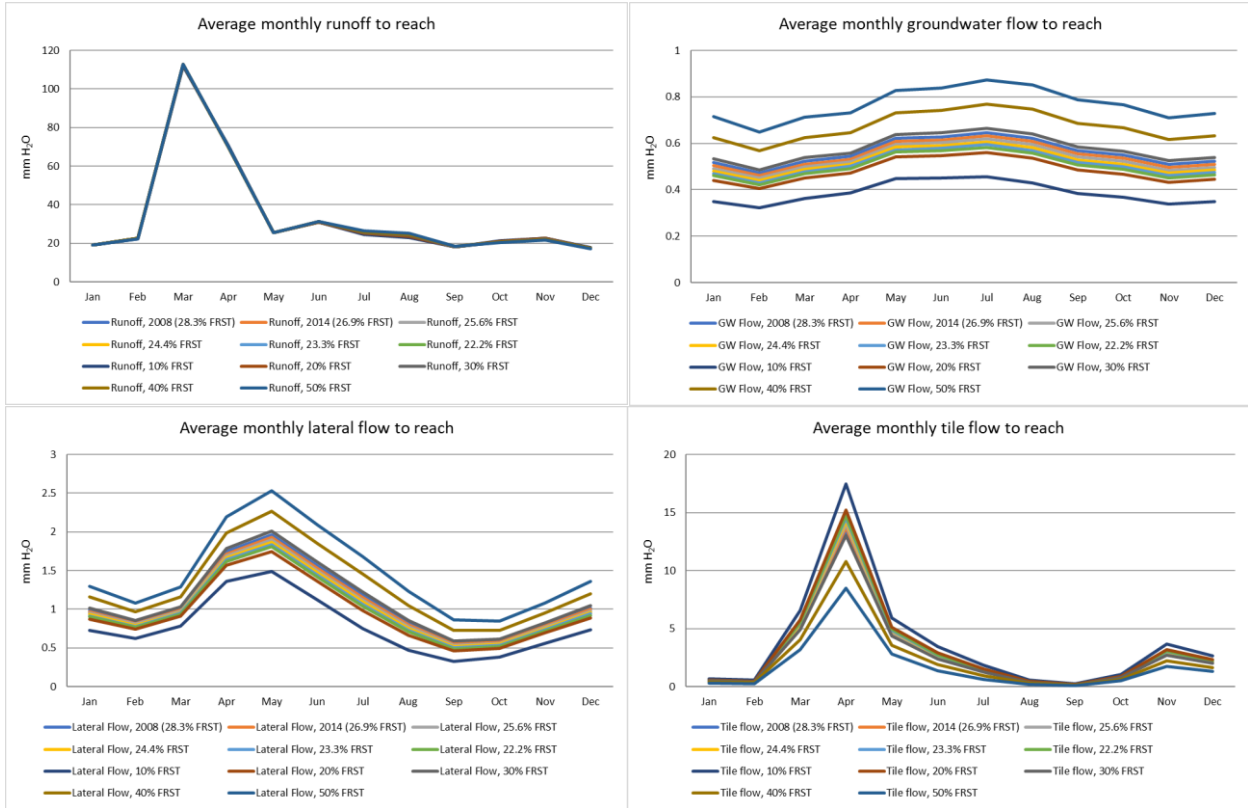 Average monthly runoff to reach
120
100
80
60
40
20
0
mm H₂O
Jan Feb Mar Apr May Jun Jul Aug Sep Oct Nov Dec
Runoff, 2008 (28.3% FRST) Runoff, 2014 (26.9% FRST) Runoff, 25.6% FRST
Runoff, 24.4% FRST Runoff, 23.3% FRST Runoff, 22.2% FRST
Runoff, 10% FRST Runoff, 20% FRST Runoff, 30% FRST
Runoff, 40% FRST Runoff, 50% FRST
Average monthly groundwater flow to reach
1
0.8
0.6
0.4
0.2
0
mm H₂O
Jan Feb Mar Apr May Jun Jul Aug Sep Oct Nov Dec
GW Flow, 2008 (28.3% FRST) GW Flow, 2014 (26.9% FRST) GW Flow, 25.6% FRST
GW Flow, 24.4% FRST GW Flow, 23.3% FRST GW Flow, 22.2% FRST
GW Flow, 10% FRST GW Flow, 20% FRST GW Flow, 30% FRST
GW Flow, 40% FRST GW Flow, 50% FRST
Average monthly lateral flow to reach
3
2.5
2
1.5
1
0.5
0
mm H₂O
Jan Feb Mar Apr May Jun Jul Aug Sep Oct Nov Dec
Lateral Flow, 2008 (28.3% FRST) Lateral Flow, 2014 (26.9% FRST) Lateral Flow, 25.6% FRST
Lateral Flow, 24.4% FRST Lateral Flow, 23.3% FRST Lateral Flow, 22.2% FRST
Lateral Flow, 10% FRST Lateral Flow, 20% FRST Lateral Flow, 30% FRST
Lateral Flow, 40% FRST Lateral Flow, 50% FRST
Average monthly tile flow to reach
20
15
10
5
0
mm H₂O
Jan Feb Mar Apr May Jun Jul Aug Sep Oct Nov Dec
Tile flow, 2008 (28.3% FRST) Tile flow, 2014 (26.9% FRST) Tile flow, 25.6% FRST
Tile flow, 24.4% FRST Tile flow, 23.3% FRST Tile flow, 22.2% FRST
Tile flow, 10% FRST Tile flow, 20% FRST Tile flow, 30% FRST
Tile flow, 40% FRST Tile flow, 50% FRST